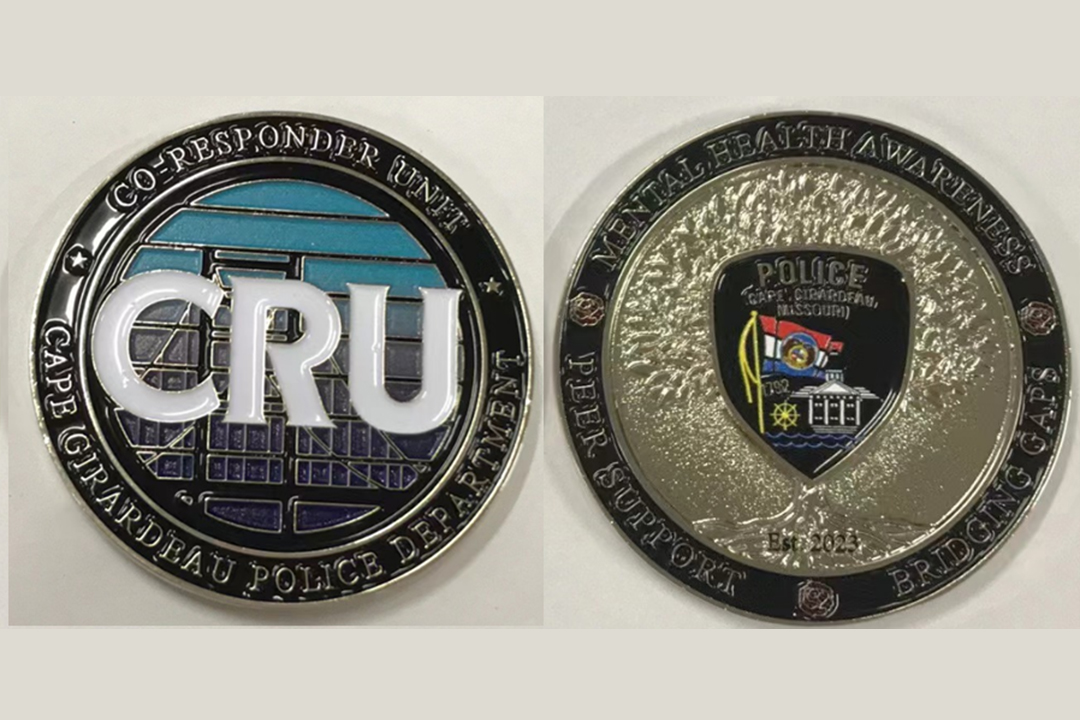 CO-RESPONDER UNIT
CRU
CAPE GIRARDEAU POLICE DEPARTMENT
MENTAL HEALTH AWARENESS
POLICE
CAPE GIRARDEAU,
MISSOURI
PEER SUPPORT
BRIDGING GAPS
Est. 2023